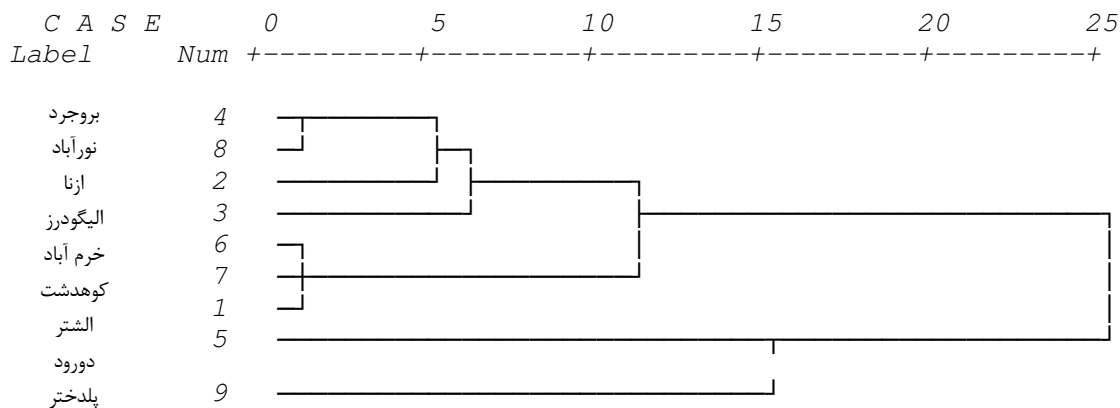 C A S E 0 5 10 15 20 25
Label Num +---------+---------+---------+---------+---------+
بروجرد 4
نورآباد 8
ازنا 2
الیگودرز 3
خرم آباد 6
کوهدشت 7
الشتر 1
دورود 5
پلدختر 9